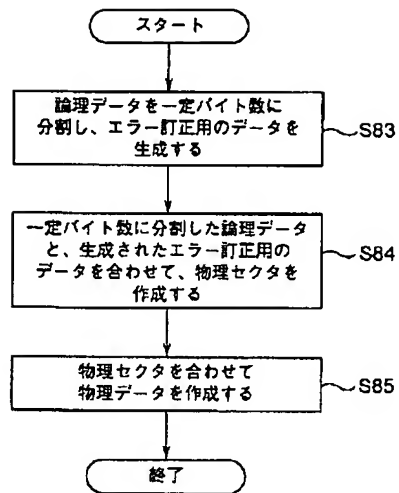 スタート
論理データを一定バイト数に
分割し、エラー訂正用のデータを
生成する
S83
一定バイト数に分割した論理データ
と、生成されたエラー訂正用の
データを合わせて、物理セクタを
作成する
S84
物理セクタを合わせて
物理データを作成する
S85
終了